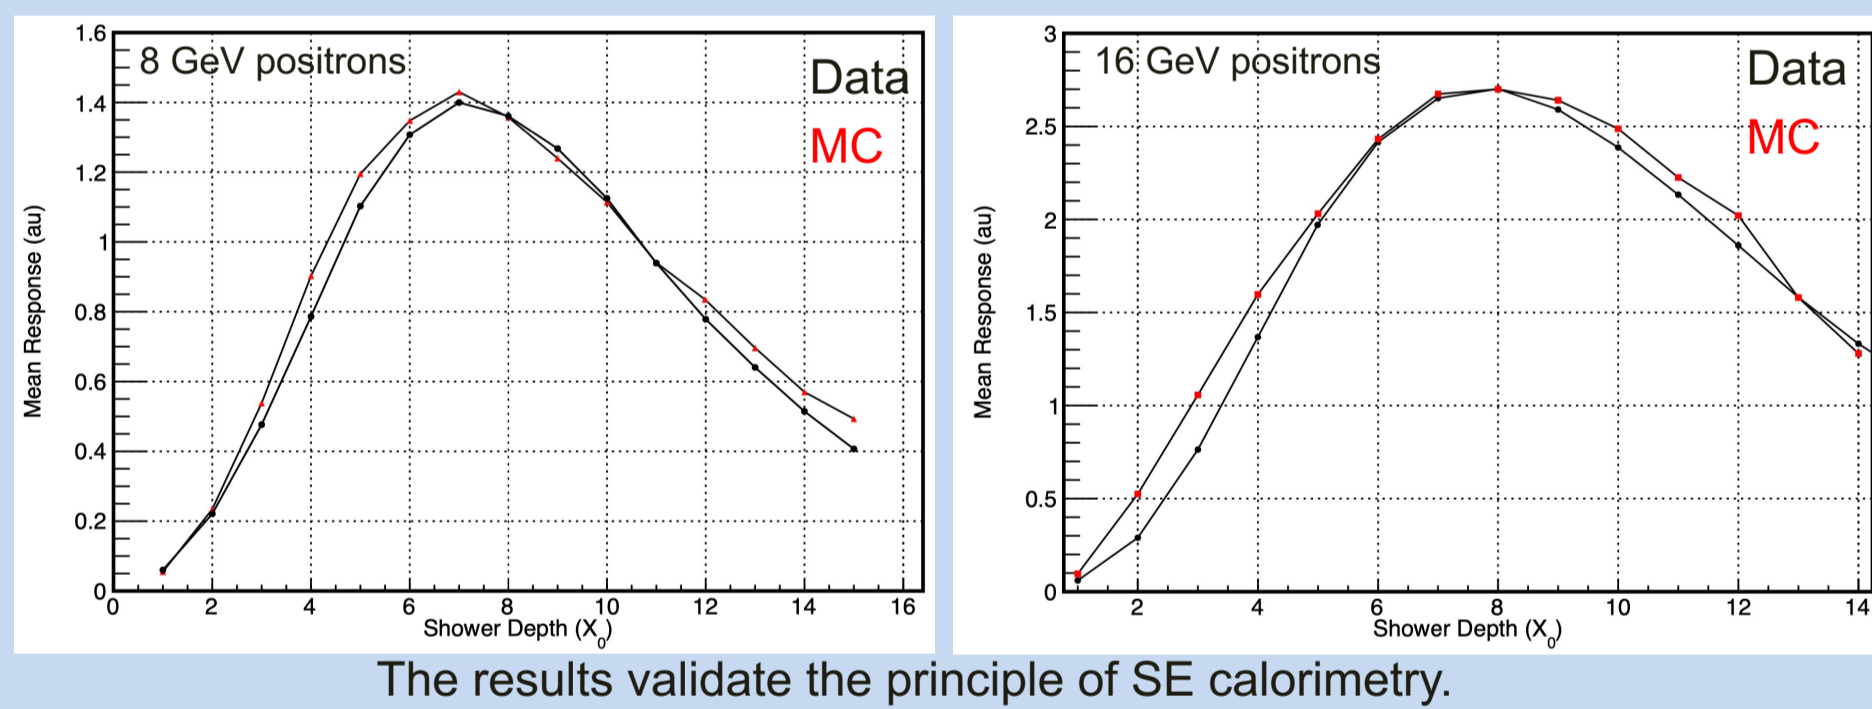 8 GeV positrons
Data
MC
1.6
1.4
1.2
1
0.8
0.6
0.4
0.2
0
0 2 4 6 8 10 12 14 16
Mean Response (au)
Shower Depth (X0)
16 GeV positrons
Data
MC
3
2.5
2
1.5
1
0.5
0
2 4 6 8 10 12 14
Mean Response (au)
Shower Depth (X0)
The results validate the principle of SE calorimetry.